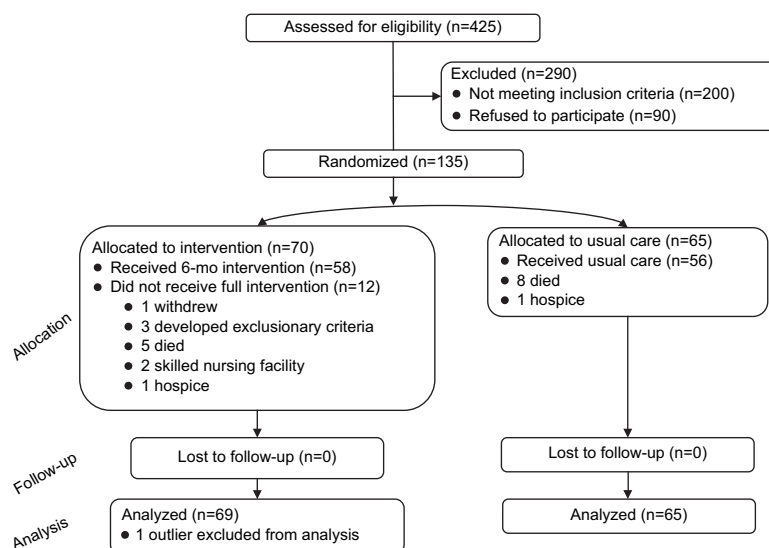 Assessed for eligibility (n=425)
Excluded (n=290)
● Not meeting inclusion criteria (n=200)
● Refused to participate (n=90)
Randomized (n=135)
Allocation
Allocated to intervention (n=70)
● Received 6-mo intervention (n=58)
● Did not receive full intervention (n=12)
● 1 withdrew
● 3 developed exclusionary criteria
● 5 died
● 2 skilled nursing facility
● 1 hospice
Allocated to usual care (n=65)
● Received usual care (n=56)
● 8 died
● 1 hospice
Follow-up
Lost to follow-up (n=0)
Lost to follow-up (n=0)
Analysis
Analyzed (n=69)
● 1 outlier excluded from analysis
Analyzed (n=65)